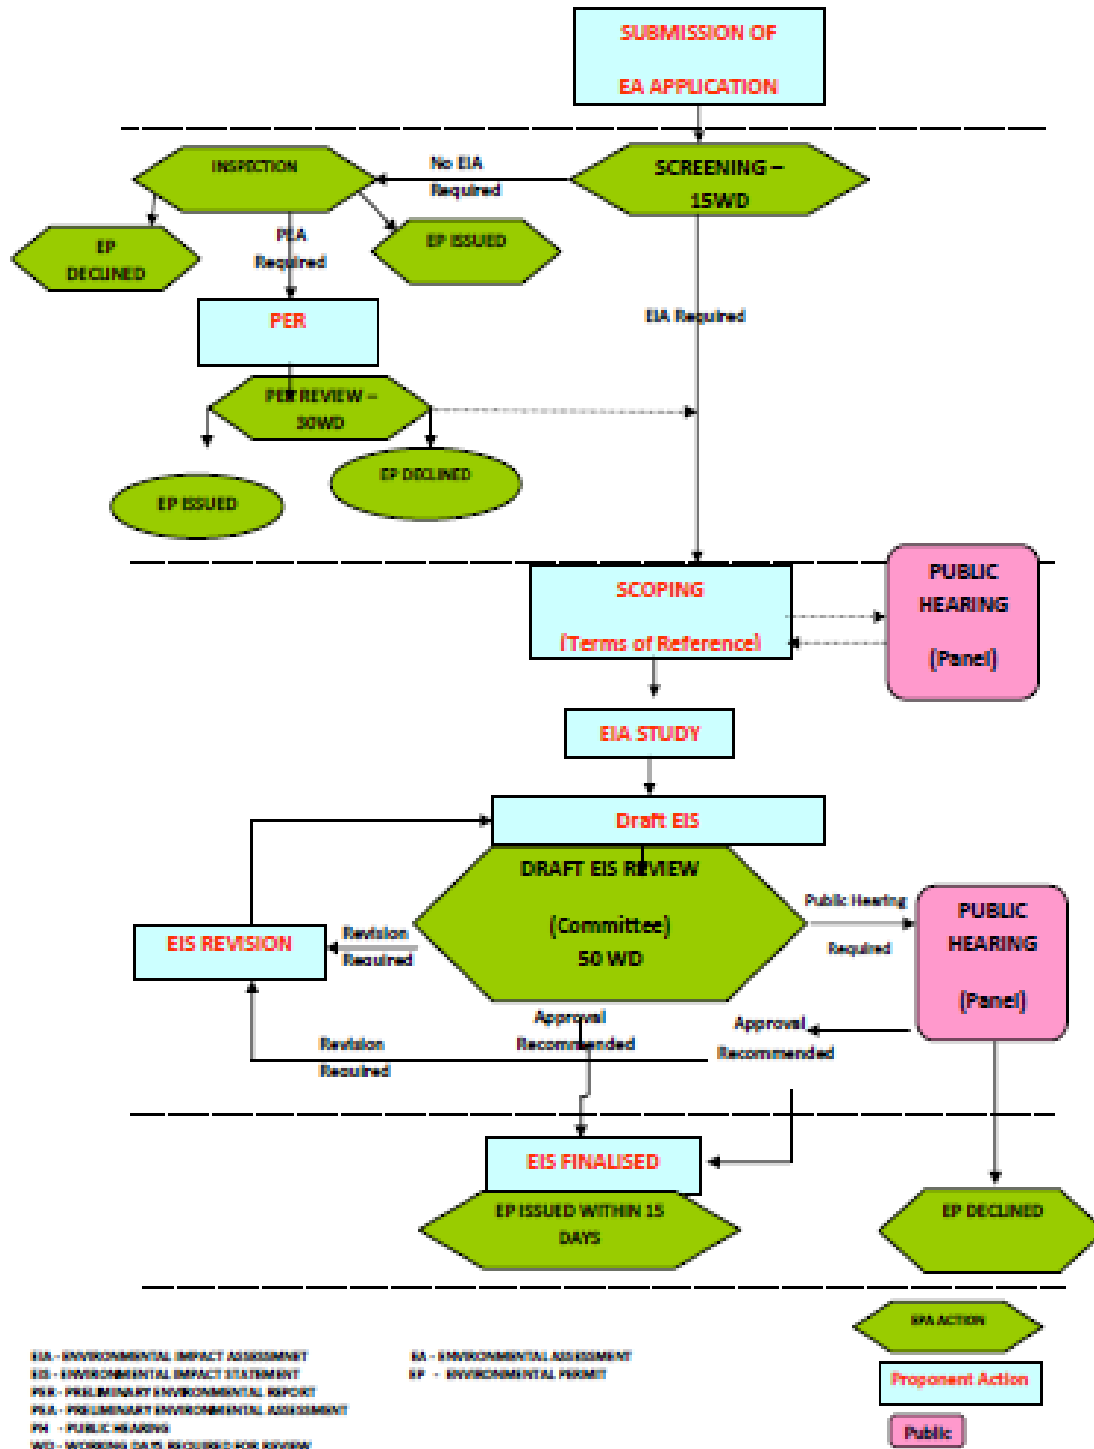 SUBMISSION OF
EA APPLICATION
SCREENING –
15WD
No EIA
Required
INSPECTION
EP
DECLINED
PEA
Required
EP ISSUED
PER
EIA Required
PER REVIEW –
30WD
EP ISSUED
EP DECLINED
SCOPING
(Terms of Reference)
PUBLIC
HEARING
(Panel)
EIA STUDY
Draft EIS
DRAFT EIS REVIEW
(Committee)
50 WD
Public Hearing
Required
PUBLIC
HEARING
(Panel)
EIS REVISION
Revision
Required
Approval
Recommended
Approval
Recommended
Revision
Required
EIS FINALISED
EP ISSUED WITHIN 15
DAYS
EP DECLINED
EPA ACTION
Proponent Action
Public
EIA - ENVIRONMENTAL IMPACT ASSESSMNET
EIS - ENVIRONMENTAL IMPACT STATEMENT
PER - PRELIMINARY ENVIRONMENTAL REPORT
PEA - PRELIMINARY ENVIRONMENTAL ASSESSMENT
PH - PUBLIC HEARING
WD - WORKING DAYS REQUIRED FOR REVIEW
EA - ENVIRONMENTAL ASSESSMENT
EP - ENVIRONMENTAL PERMIT